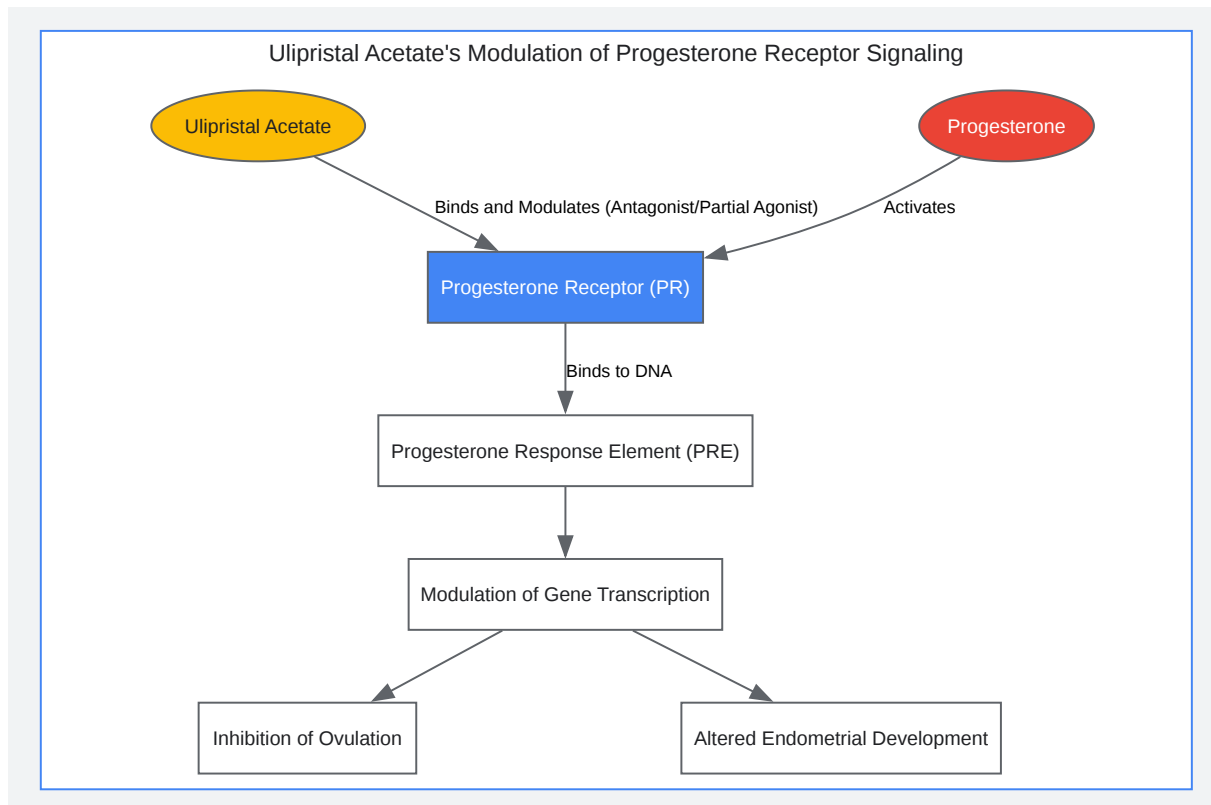 Ulipristal Acetate's Modulation of Progesterone Receptor Signaling
Ulipristal Acetate
Progesterone
Binds and Modulates (Antagonist/Partial Agonist)
Activates
Progesterone Receptor (PR)
Binds to DNA
Progesterone Response Element (PRE)
Modulation of Gene Transcription
Inhibition of Ovulation
Altered Endometrial Development